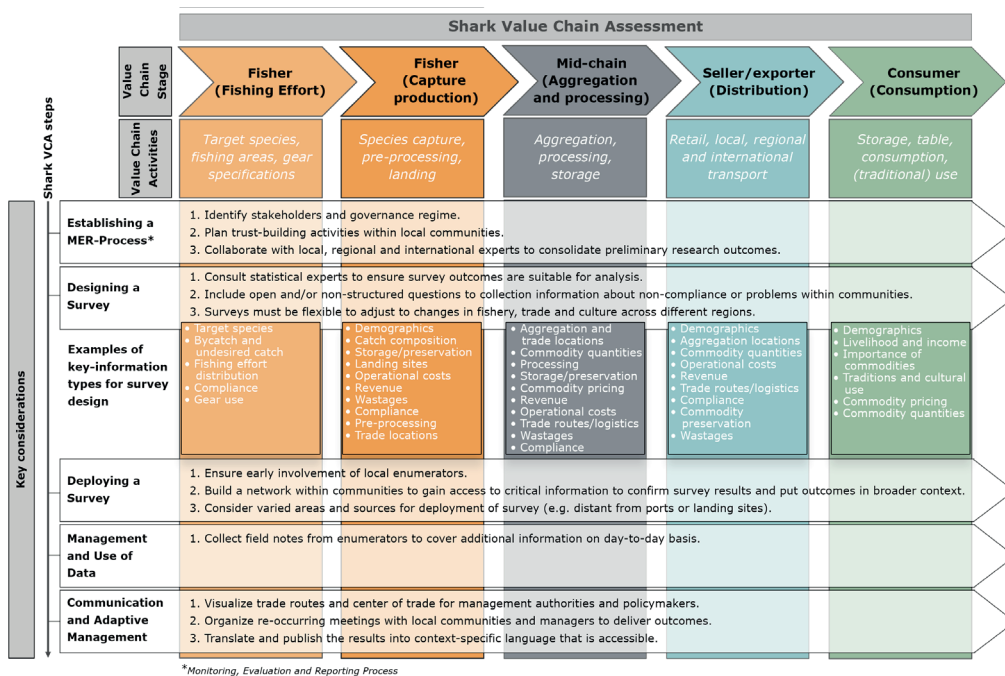 Shark Value Chain Assessment
Value
Chain
Stage
Fisher
(Fishing Effort)
Fisher
(Capture
production)
Mid-chain
(Aggregation
and processing)
Seller/exporter
(Distribution)
Consumer
(Consumption)
Shark VCA steps
Value Chain
Activities
Target species,
fishing areas, gear
specifications
Species capture,
pre-processing,
landing
Aggregation,
processing,
storage
Retail, local, regional
and international
transport
Storage, table,
consumption,
(traditional) use
Key considerations
Establishing a
MER-Process*
1. Identify stakeholders and governance regime.
2. Plan trust-building activities within local communities.
3. Collaborate with local, regional and international experts to consolidate preliminary research outcomes.
Designing a
Survey
1. Consult statistical experts to ensure survey outcomes are suitable for analysis.
2. Include open and/or non-structured questions to collection information about non-compliance or problems within communities.
3. Surveys must be flexible to adjust to changes in fishery, trade and culture across different regions.
Examples of
key-information
types for survey
design
• Target species
• Bycatch and
undesired catch
• Fishing effort
distribution
• Compliance
• Gear use
• Demographics
• Catch composition
• Storage/preservation
• Landing sites
• Operational costs
• Revenue
• Wastages
• Compliance
• Pre-processing
• Trade locations
• Aggregation and
trade locations
• Commodity quantities
• Processing
• Storage/preservation
• Commodity pricing
• Revenue
• Operational costs
• Trade routes/logistics
• Wastages
• Compliance
• Demographics
• Aggregation locations
• Commodity quantities
• Operational costs
• Revenue
• Trade routes/logistics
• Compliance
• Commodity
preservation
• Wastages
• Demographics
• Livelihood and income
• Importance of
commodities
• Traditions and cultural
use
• Commodity pricing
• Commodity quantities
Deploying a
Survey
1. Ensure early involvement of local enumerators.
2. Build a network within communities to gain access to critical information to confirm survey results and put outcomes in broader context.
3. Consider varied areas and sources for deployment of survey (e.g. distant from ports or landing sites).
Management
and Use of
Data
1. Collect field notes from enumerators to cover additional information on day-to-day basis.
Communication
and Adaptive
Management
1. Visualize trade routes and center of trade for management authorities and policymakers.
2. Organize re-occurring meetings with local communities and managers to deliver outcomes.
3. Translate and publish the results into context-specific language that is accessible.
*Monitoring, Evaluation and Reporting Process